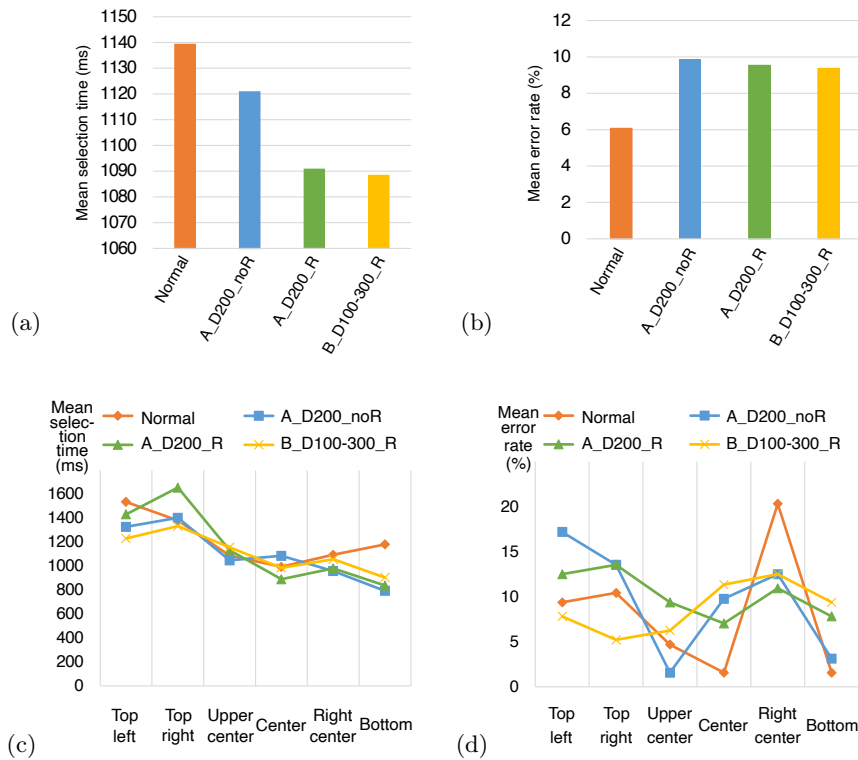 Mean selection time (ms)
1150
1140
1130
1120
1110
1100
1090
1080
1070
1060
Normal
A_D200_noR
A_D200_R
B_D100-300_R
(a)
Mean error rate (%)
12
10
8
6
4
2
0
Normal
A_D200_noR
A_D200_R
B_D100-300_R
(b)
Mean
selec-
tion time
(ms)
Normal
A_D200_noR
A_D200_R
B_D100-300_R
1600
1400
1200
1000
800
600
400
200
0
Top
left
Top
right
Upper
center
Center
Right
center
Bottom
(c)
Mean
error rate
(%)
Normal
A_D200_noR
A_D200_R
B_D100-300_R
20
15
10
5
0
Top
left
Top
right
Upper
center
Center
Right
center
Bottom
(d)